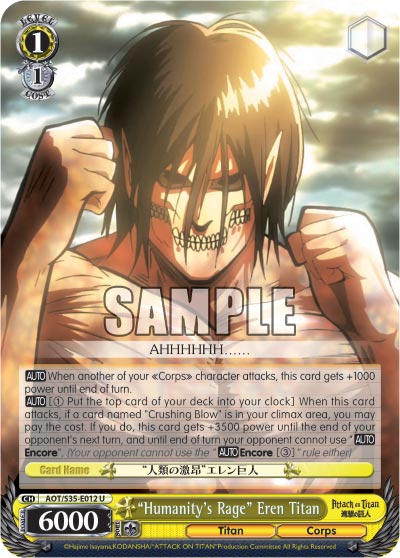 LEVEL
1
1
COST
SAMPLE
AHHHHHH......
AUTO When another of your «Corps» character attacks, this card gets +1000
power until end of turn.
AUTO [① Put the top card of your deck into your clock] When this card
attacks, if a card named "Crushing Blow" is in your climax area, you may
pay the cost. If you do, this card gets +3500 power until the end of your
opponent's next turn, and until end of turn your opponent cannot use "AUTO
Encore". (Your opponent cannot use the "AUTO Encore [③]" rule either)
Card Name
"人類の激昂"エレン巨人
CD
AOT/S35-E012 U
"Humanity's Rage" Eren Titan
Attack on Titan
進撃の巨人
POWER
6000
SOUL
Titan
Corps
©Hajime Isayama,KODANSHA/"ATTACK ON TITAN"Production Committee. All Rights Reserved.